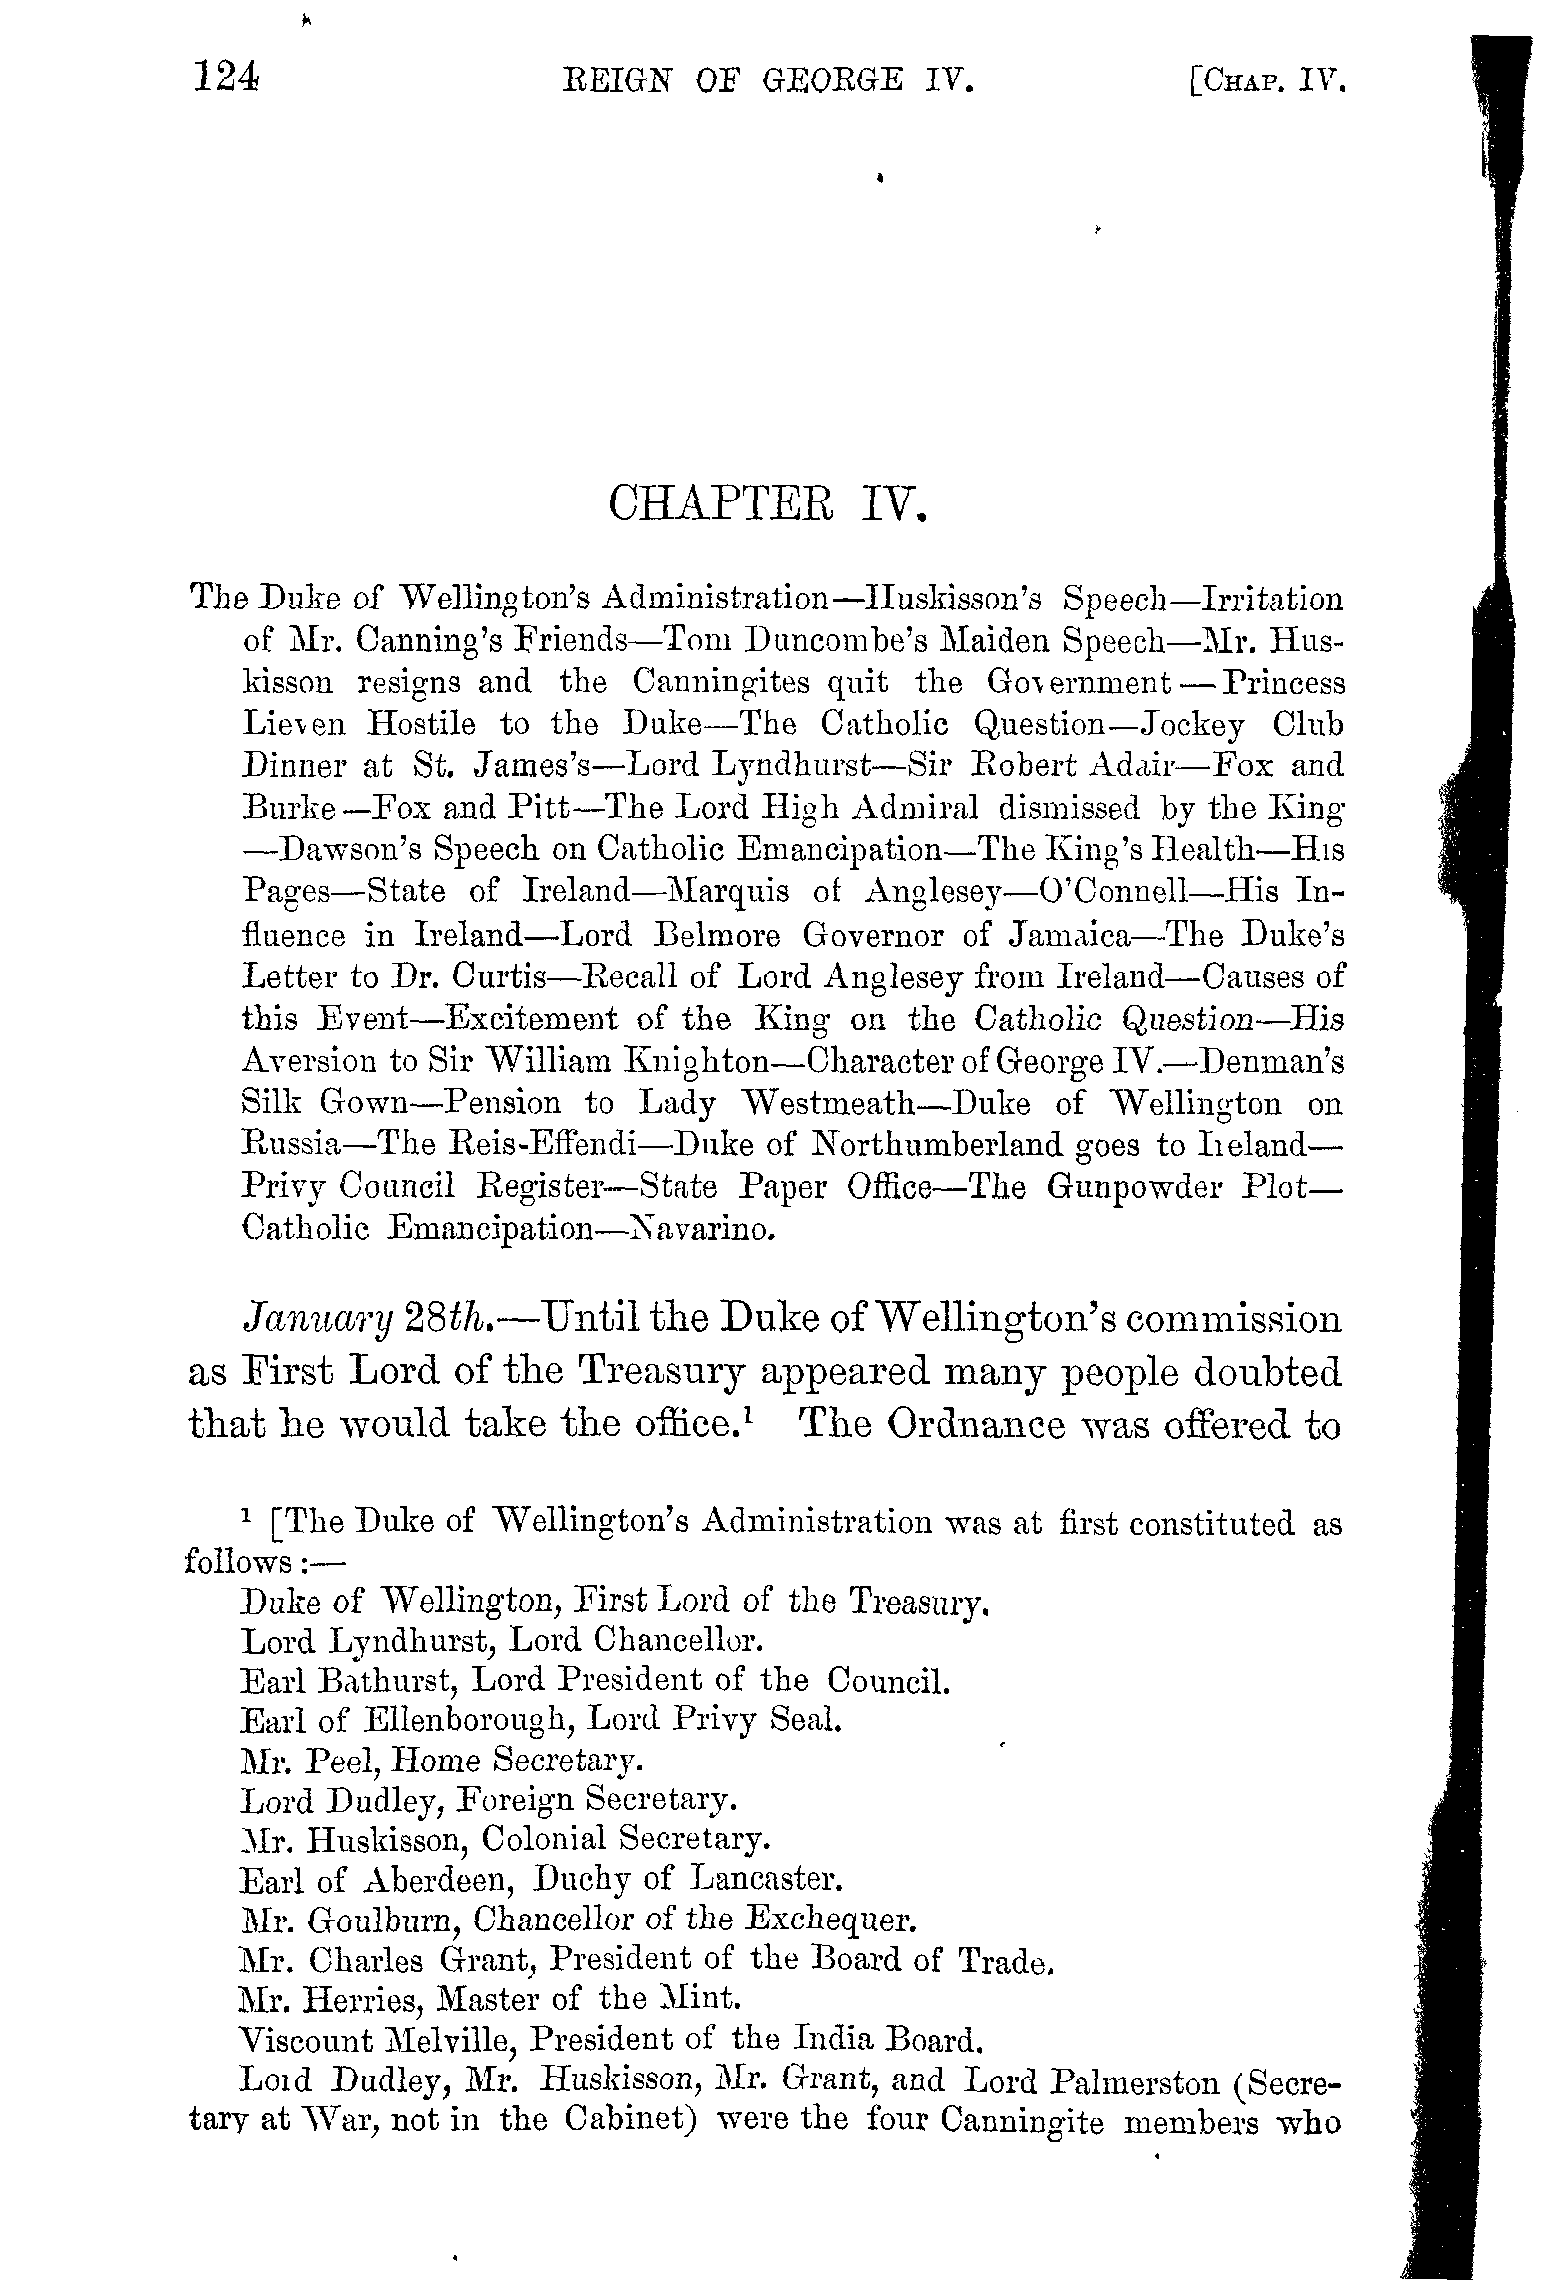 124 REIGN OF GEORGE IV. [CHAP. IV.
CHAPTER IV.
The Duke of Wellington's Administration—Huskisson's Speech—Irritation
of Mr. Canning's Friends—Tom Duncombe's Maiden Speech—Mr. Hus-
kisson resigns and the Canningites quit the Government—Princess
Lieven Hostile to the Duke—The Catholic Question—Jockey Club
Dinner at St. James's—Lord Lyndhurst—Sir Robert Adair—Fox and
Burke—Fox and Pitt—The Lord High Admiral dismissed by the King
—Dawson's Speech on Catholic Emancipation—The King's Health—His
Pages—State of Ireland—Marquis of Anglesey—O'Connell—His In-
fluence in Ireland—Lord Belmore Governor of Jamaica—The Duke's
Letter to Dr. Curtis—Recall of Lord Anglesey from Ireland—Causes of
this Event—Excitement of the King on the Catholic Question—His
Aversion to Sir William Knighton—Character of George IV.—Denman's
Silk Gown—Pension to Lady Westmeath—Duke of Wellington on
Russia—The Reis-Effendi—Duke of Northumberland goes to Ireland—
Privy Council Register—State Paper Office—The Gunpowder Plot—
Catholic Emancipation—Navarino.
January 28th.—Until the Duke of Wellington's commission
as First Lord of the Treasury appeared many people doubted
that he would take the office.¹ The Ordnance was offered to
¹ [The Duke of Wellington's Administration was at first constituted as
follows:—
Duke of Wellington, First Lord of the Treasury.
Lord Lyndhurst, Lord Chancellor.
Earl Bathurst, Lord President of the Council.
Earl of Ellenborough, Lord Privy Seal.
Mr. Peel, Home Secretary.
Lord Dudley, Foreign Secretary.
Mr. Huskisson, Colonial Secretary.
Earl of Aberdeen, Duchy of Lancaster.
Mr. Goulburn, Chancellor of the Exchequer.
Mr. Charles Grant, President of the Board of Trade.
Mr. Herries, Master of the Mint.
Viscount Melville, President of the India Board.
Lord Dudley, Mr. Huskisson, Mr. Grant, and Lord Palmerston (Secre-
tary at War, not in the Cabinet) were the four Canningite members who